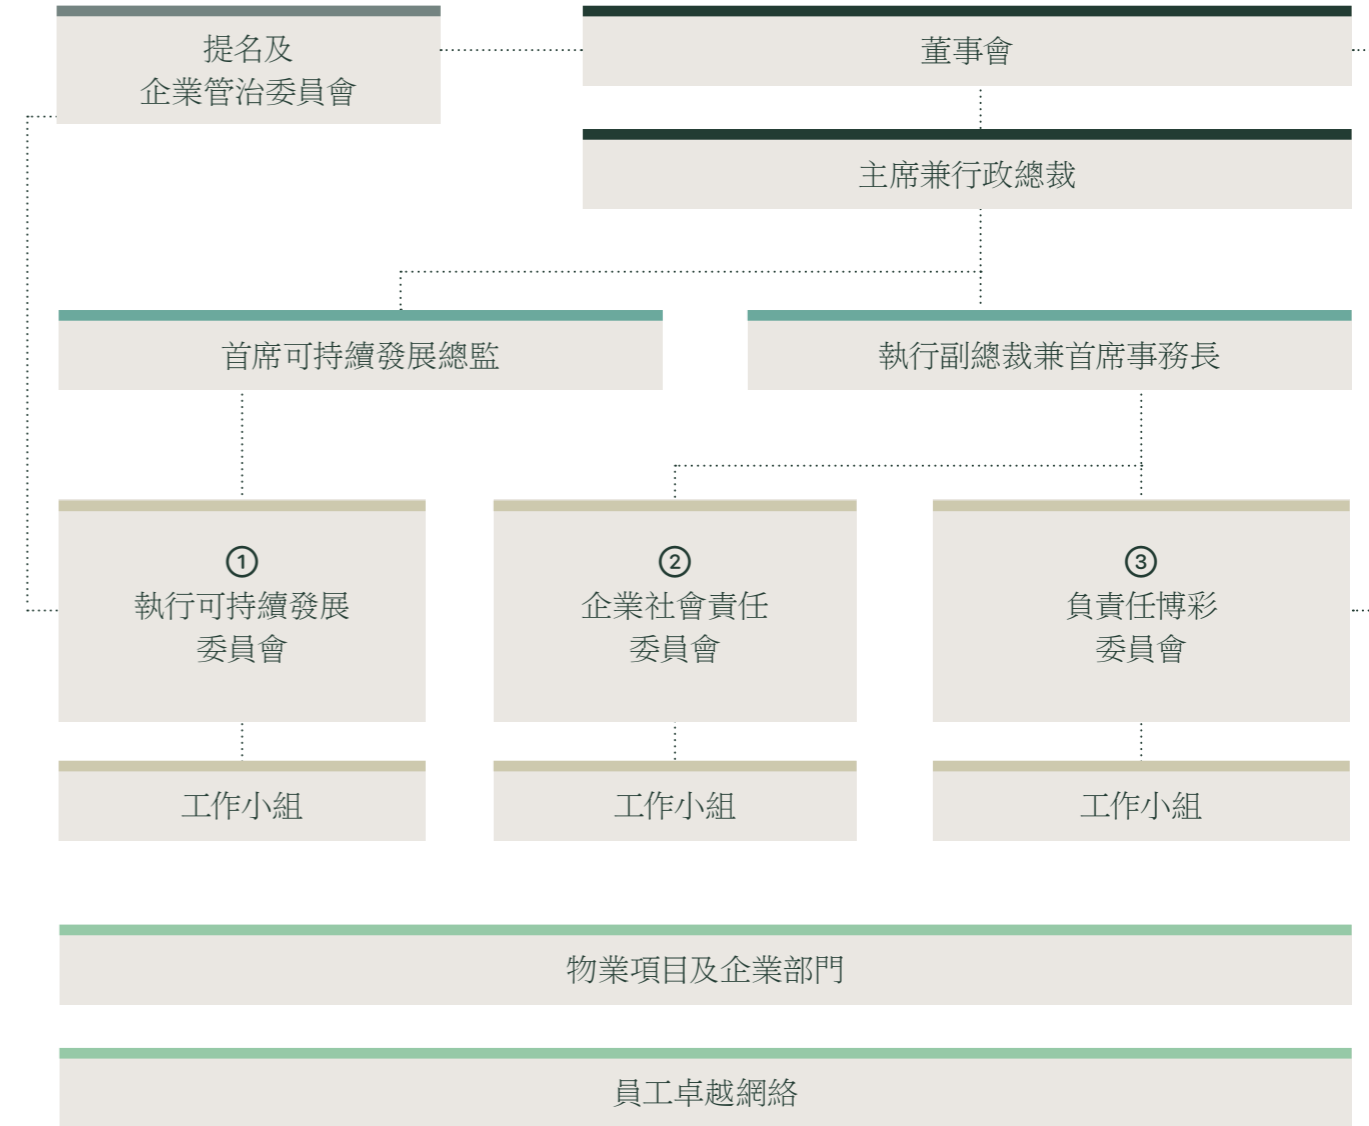 提名及
企業管治委員會
董事會
主席兼行政總裁
首席可持續發展總監
執行副總裁兼首席事務長
①
執行可持續發展
委員會
②
企業社會責任
委員會
③
負責任博彩
委員會
工作小組
工作小組
工作小組
物業項目及企業部門
員工卓越網絡